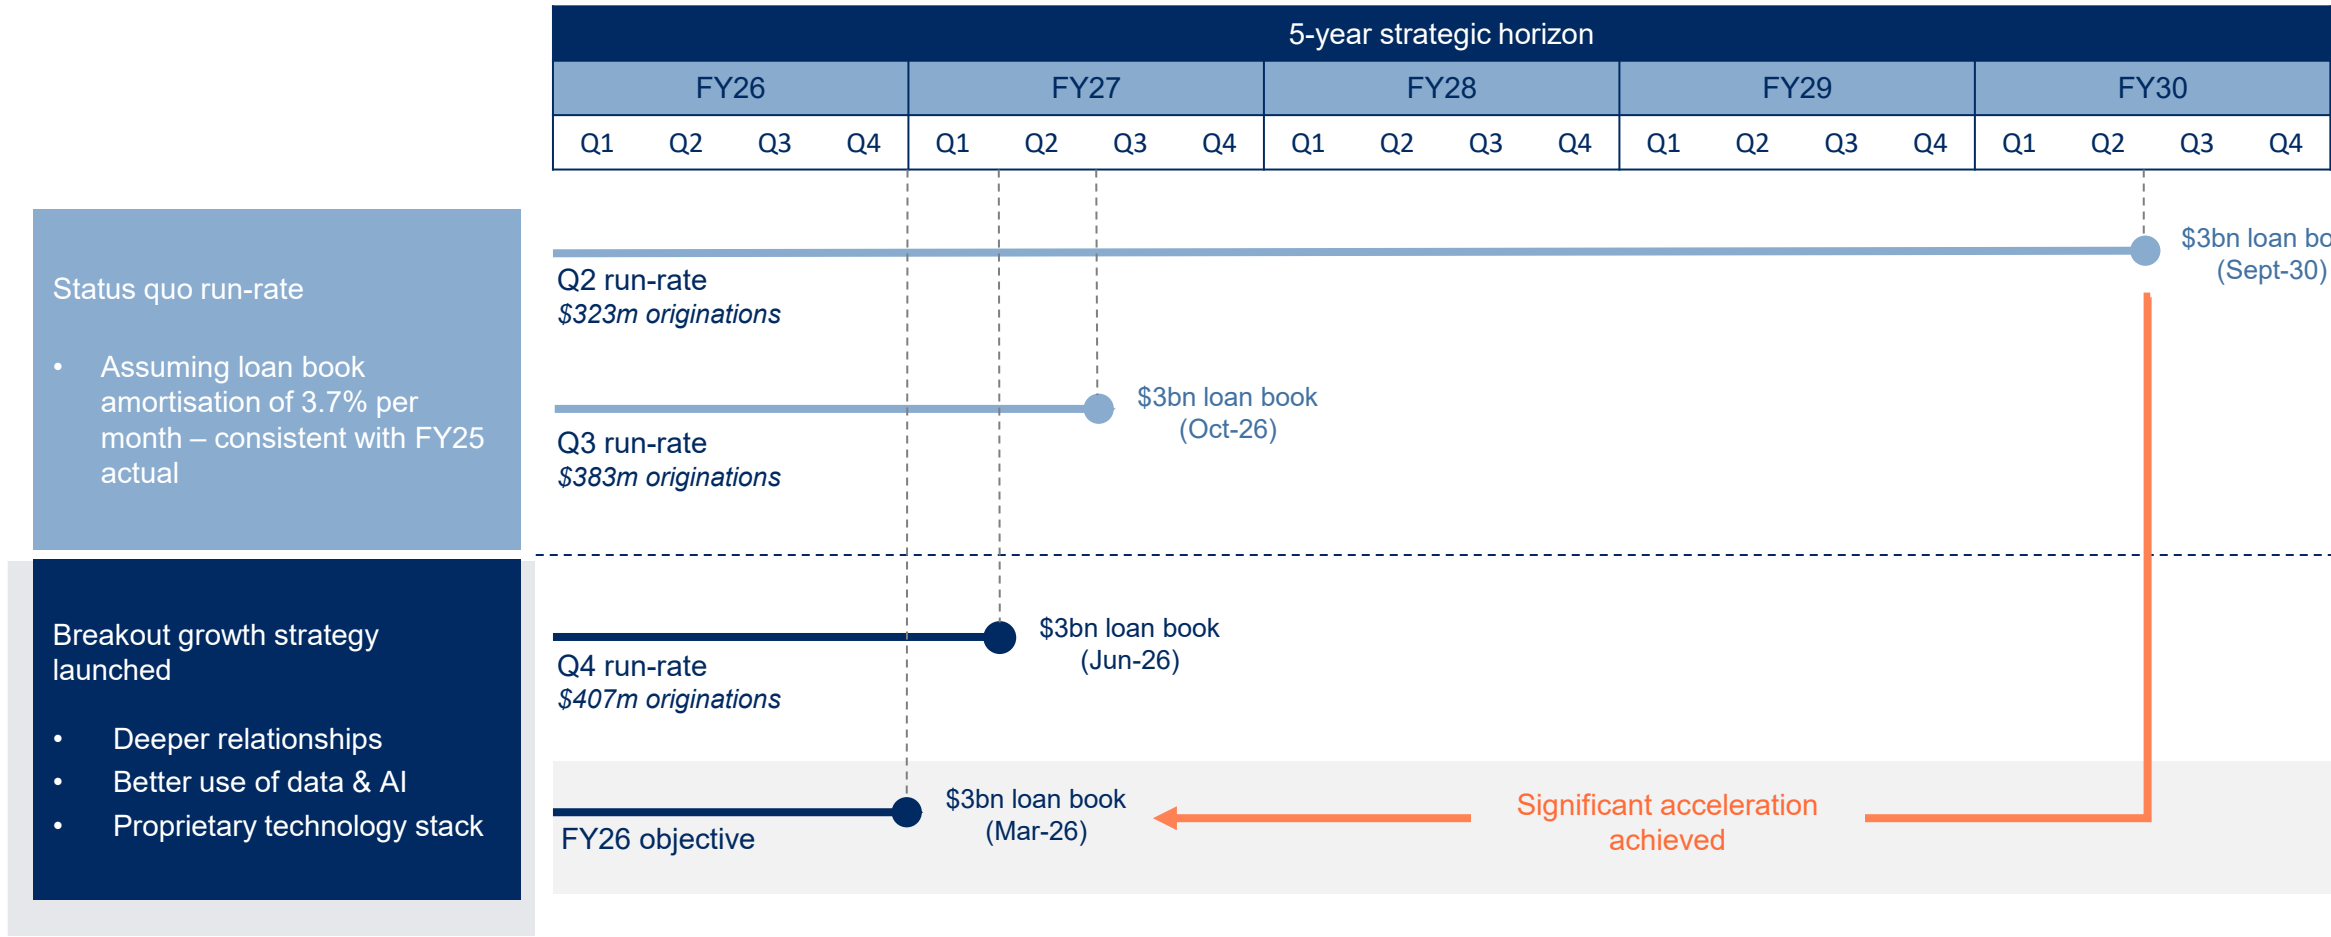 5-year strategic horizon
FY26 FY27 FY28 FY29 FY30
Q1 Q2 Q3 Q4 Q1 Q2 Q3 Q4 Q1 Q2 Q3 Q4 Q1 Q2 Q3 Q4 Q1 Q2 Q3 Q4
Status quo run-rate
• Assuming loan book
amortisation of 3.7% per
month – consistent with FY25
actual
Q2 run-rate
$323m originations
$3bn loan bo
(Sept-30)
Q3 run-rate
$383m originations
$3bn loan book
(Oct-26)
Breakout growth strategy
launched
• Deeper relationships
• Better use of data & AI
• Proprietary technology stack
Q4 run-rate
$407m originations
$3bn loan book
(Jun-26)
FY26 objective
$3bn loan book
(Mar-26)
Significant acceleration
achieved